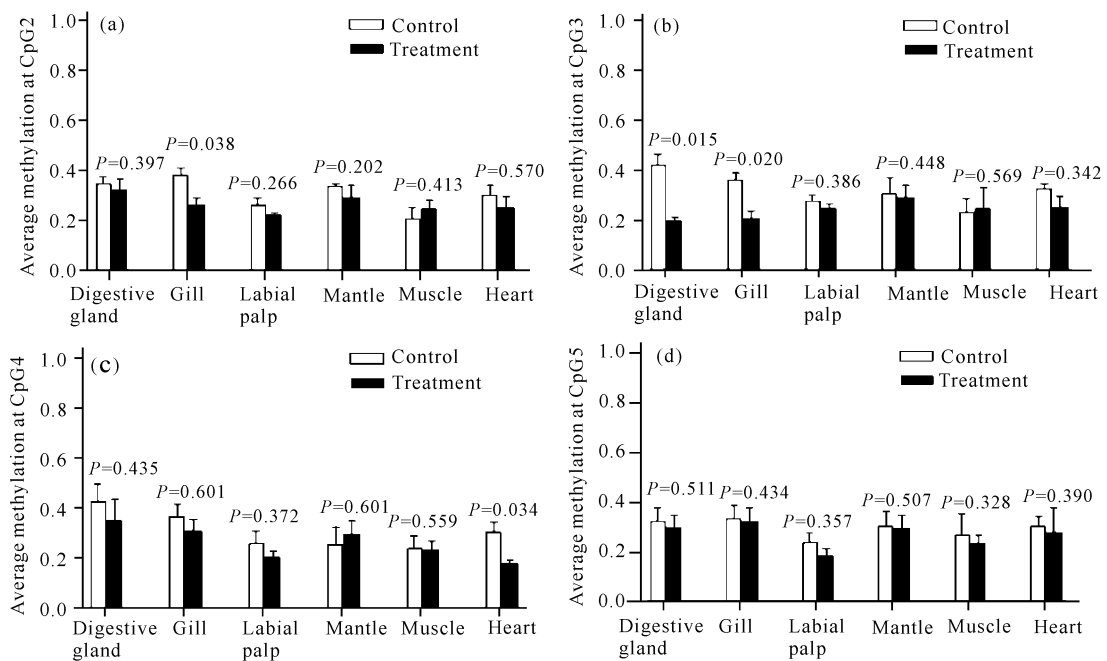 (a)
Control
Treatment
Average methylation at CpG2
1.0
0.8
0.6
0.4
0.2
0.0
P=0.397
P=0.038
P=0.266
P=0.202
P=0.413
P=0.570
Digestive
gland
Gill
Labial
palp
Mantle
Muscle
Heart
(b)
Control
Treatment
Average methylation at CpG3
1.0
0.8
0.6
0.4
0.2
0.0
P=0.015
P=0.020
P=0.386
P=0.448
P=0.569
P=0.342
Digestive
gland
Gill
Labial
palp
Mantle
Muscle
Heart
(c)
Control
Treatment
Average methylation at CpG4
1.0
0.8
0.6
0.4
0.2
0.0
P=0.435
P=0.601
P=0.372
P=0.601
P=0.559
P=0.034
Digestive
gland
Gill
Labial
palp
Mantle
Muscle
Heart
(d)
Control
Treatment
Average methylation at CpG5
1.0
0.8
0.6
0.4
0.2
0.0
P=0.511
P=0.434
P=0.357
P=0.507
P=0.328
P=0.390
Digestive
gland
Gill
Labial
palp
Mantle
Muscle
Heart